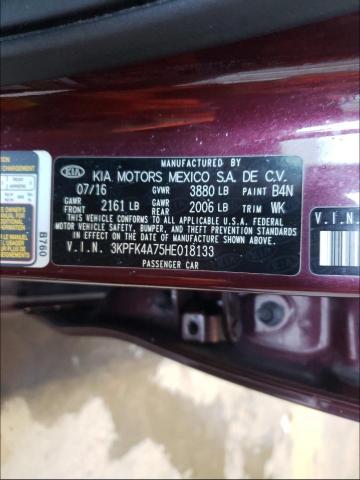 MANUFACTURED BY
KIA KIA MOTORS MEXICO S.A. DE C.V.
07/16 GVWR 3880 LB PAINT B4N
GAWR FRONT 2161 LB GAWR REAR 2006 LB TRIM WK
THIS VEHICLE CONFORMS TO ALL APPLICABLE U.S.A. FEDERAL
MOTOR VEHICLE SAFETY, BUMPER, AND THEFT PREVENTION
STANDARDS IN EFFECT ON THE DATE OF MANUFACTURE SHOWN ABOVE.
V.I.N. 3KPFK4A75HE018133
PASSENGER CAR
B760
V.I.N.